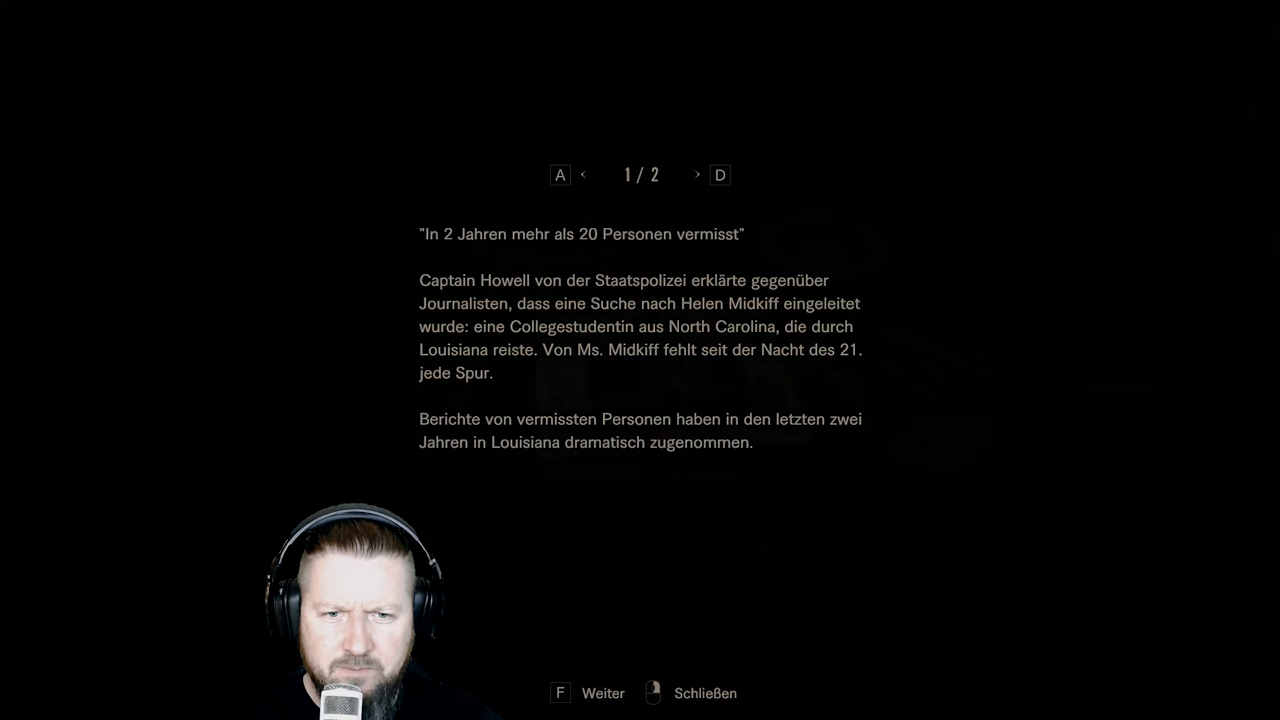 A < 1 / 2 > D
"In 2 Jahren mehr als 20 Personen vermisst"
Captain Howell von der Staatspolizei erklärte gegenüber
Journalisten, dass eine Suche nach Helen Midkiff eingeleitet
wurde: eine Collegestudentin aus North Carolina, die durch
Louisiana reiste. Von Ms. Midkiff fehlt seit der Nacht des 21.
jede Spur.
Berichte von vermissten Personen haben in den letzten zwei
Jahren in Louisiana dramatisch zugenommen.
F Weiter Schließen